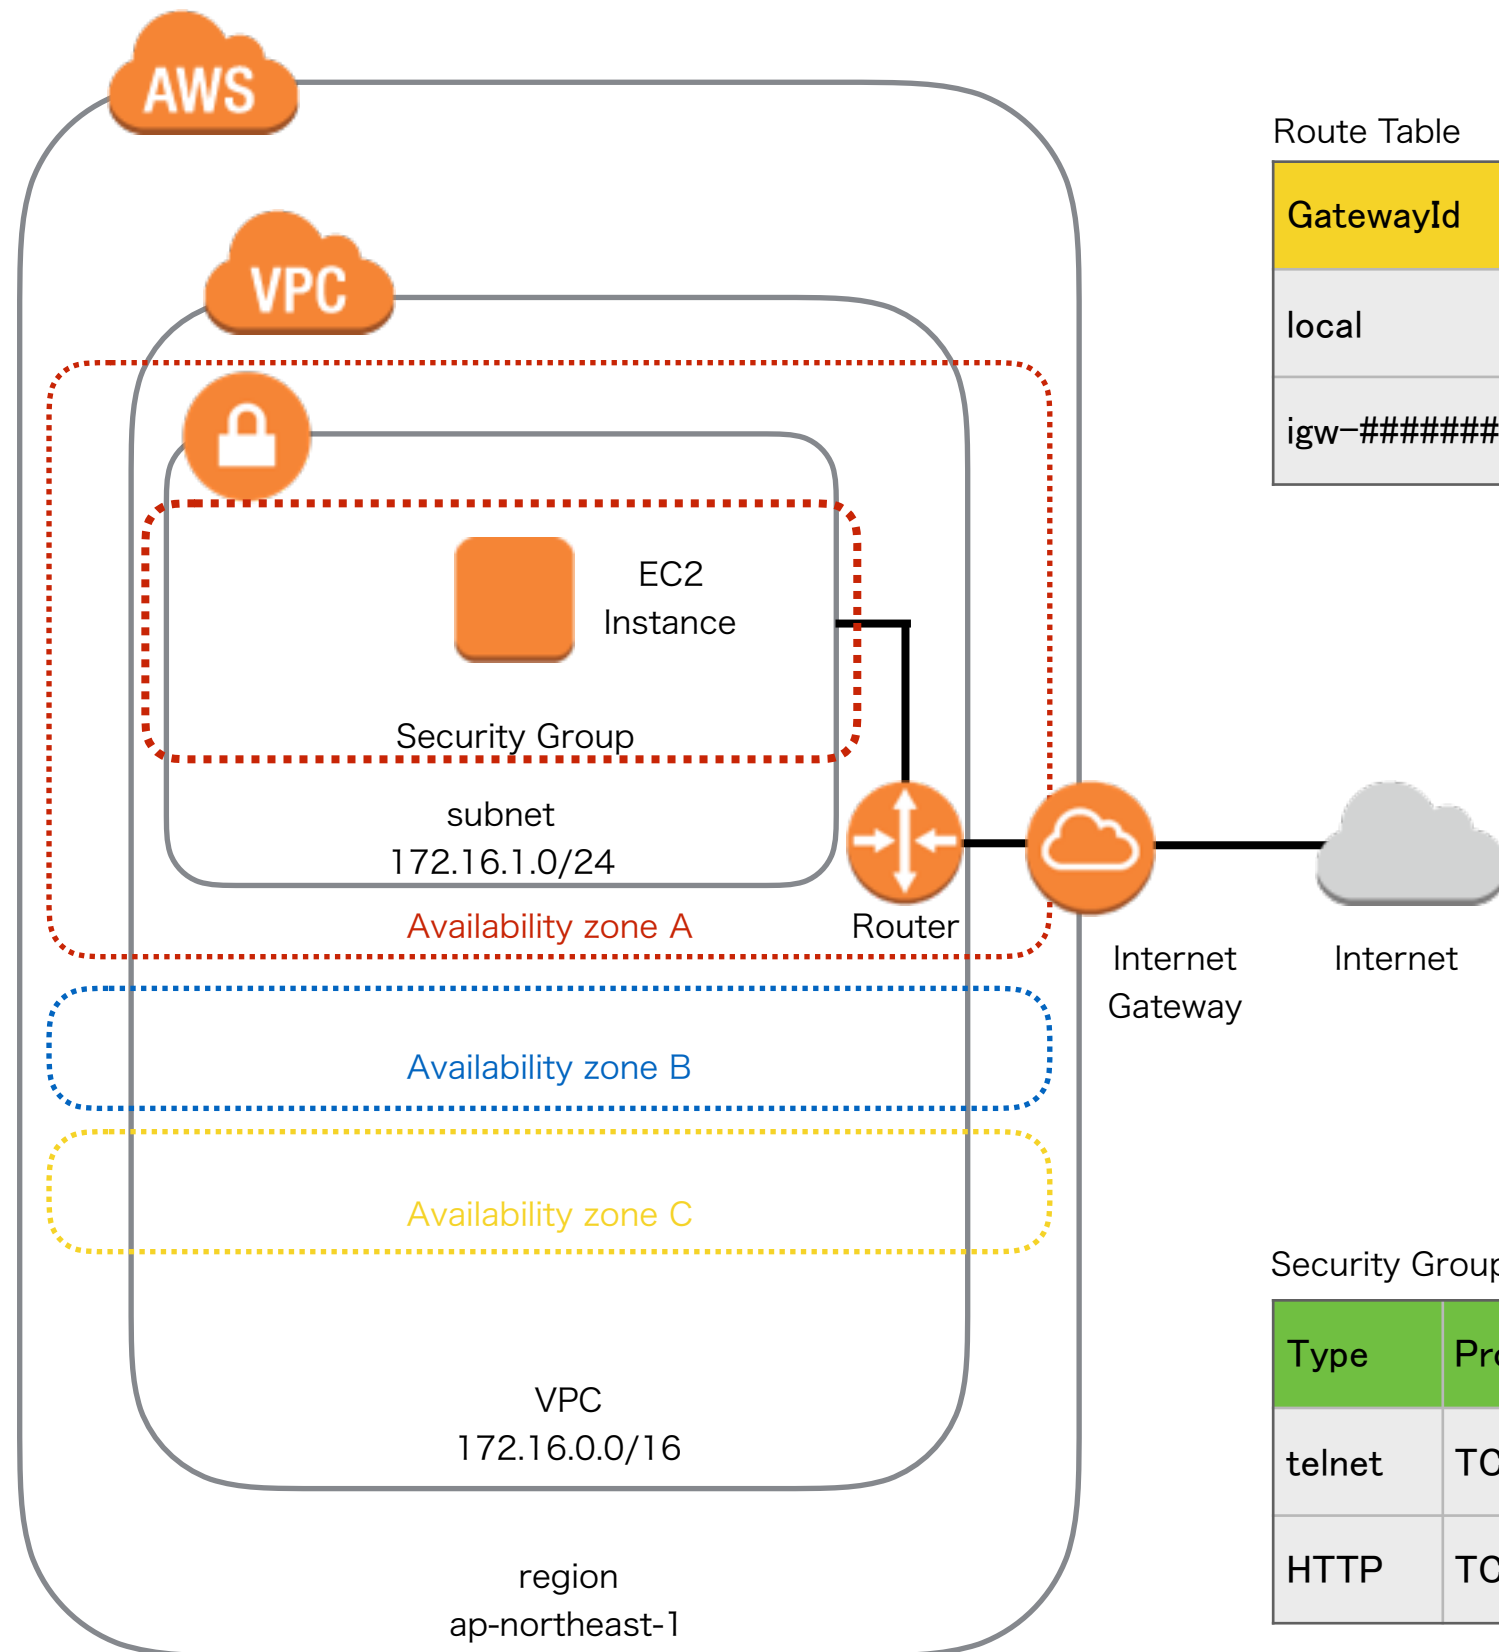 AWS
VPC
EC2
Instance
Security Group
subnet
172.16.1.0/24
Availability zone A
Router
Internet
Gateway
Internet
Availability zone B
Availability zone C
VPC
172.16.0.0/16
region
ap-northeast-1
Route Table
GatewayId
local
igw-#######
Security Group
Type
telnet
HTTP